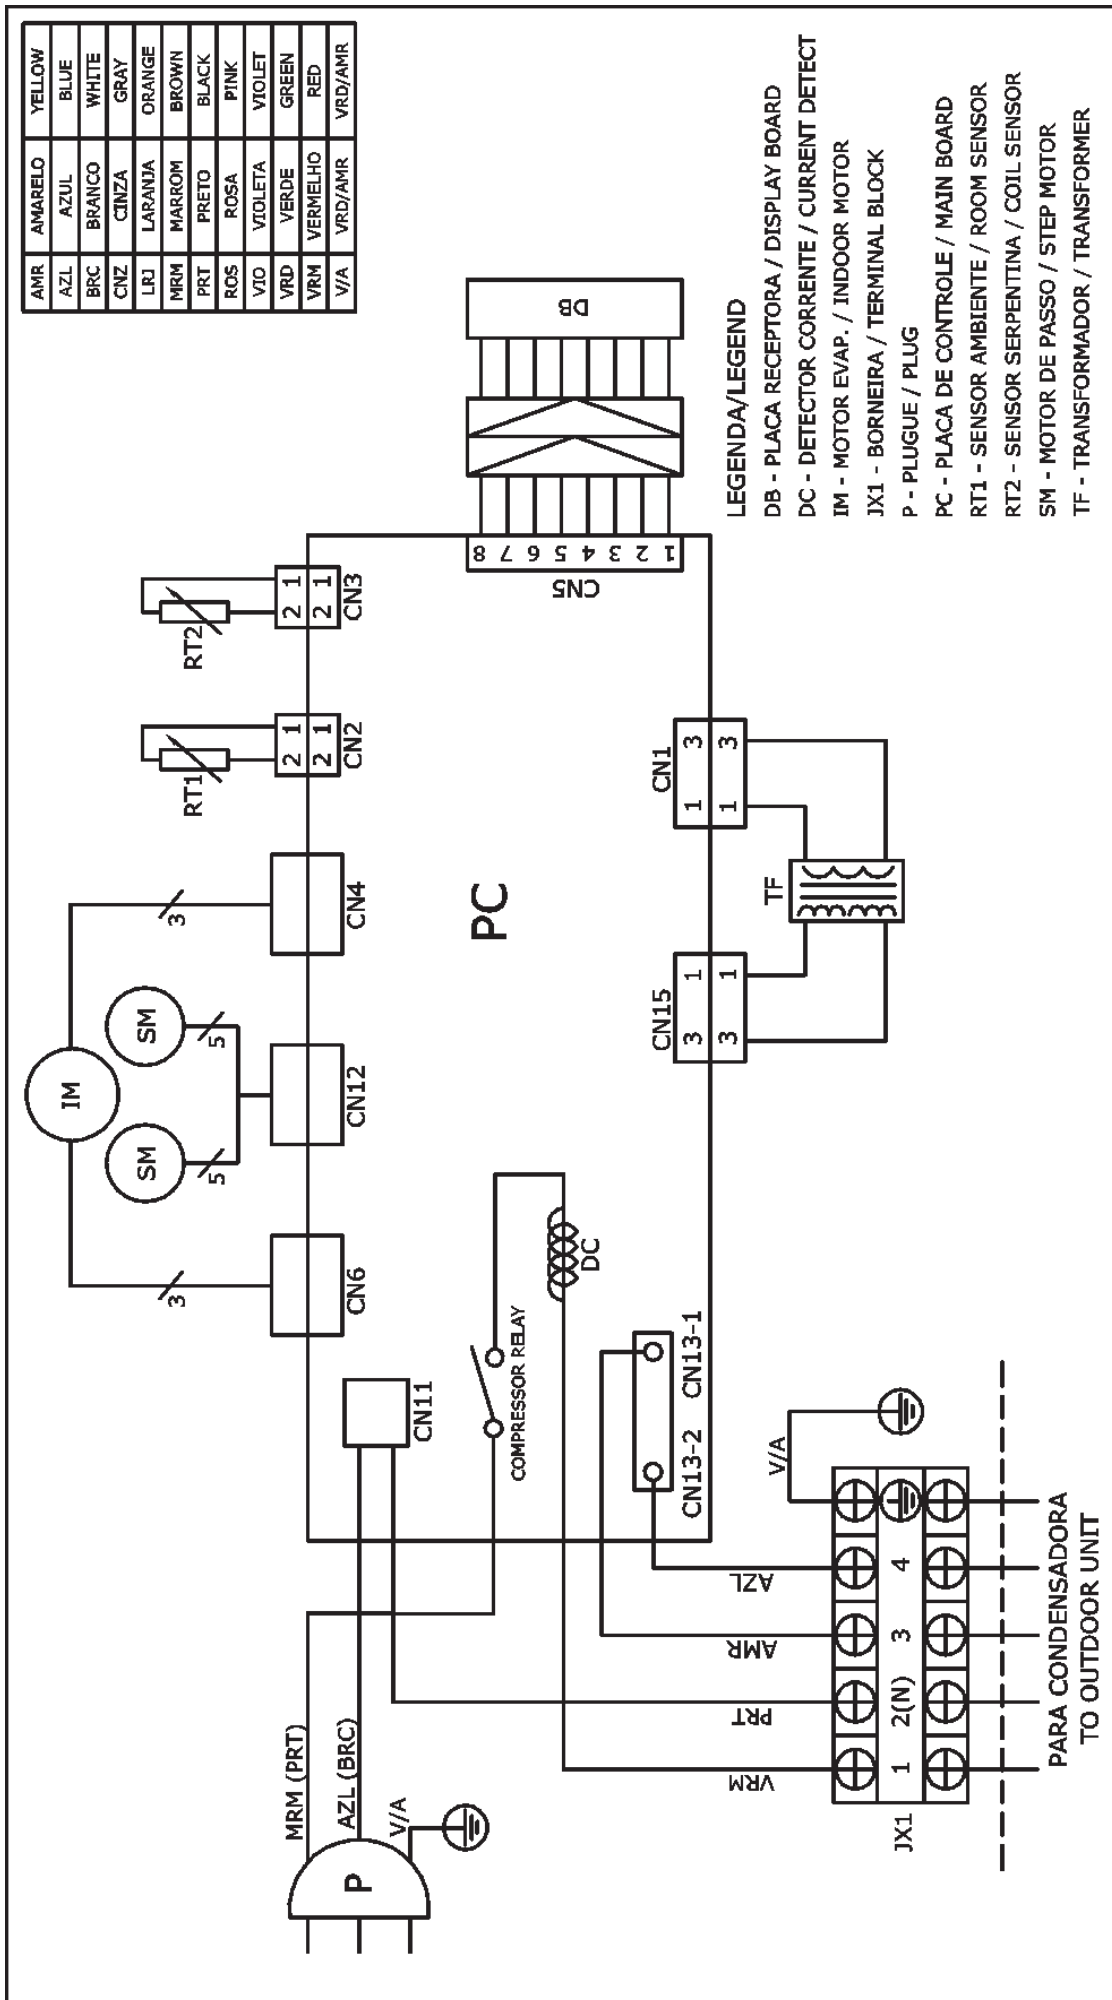 AMR AMARELO YELLOW
AZL AZUL BLUE
BRC BRANCO WHITE
CNZ CINZA GRAY
LRJ LARANJA ORANGE
MRM MARROM BROWN
PRT PRETO BLACK
ROS ROSA PINK
VIO VIOLETA VIOLET
VRD VERDE GREEN
VRM VERMELHO RED
V/A VRD/AMR VRD/AMR
IM
SM
SM
3
5
5
3
RT1
RT2
2 1
2 1
2 1
2 1
CN6
CN12
CN4
CN2
CN3
CN11
MRM (PRT)
AZL (BRC)
V/A
P
PC
COMPRESSOR RELAY
DC
8
7
6
5
4
3
2
1
CN5
DB
CN13-2
CN13-1
CN15
3 1
3 1
CN1
1 3
1 3
TF
VRM
PRT
AMR
AZL
V/A
JX1
1
2(N)
3
4
PARA CONDENSADORA
TO OUTDOOR UNIT
LEGENDA/LEGEND
DB - PLACA RECEPTORA / DISPLAY BOARD
DC - DETECTOR CORRENTE / CURRENT DETECT
IM - MOTOR EVAP. / INDOOR MOTOR
JX1 - BORNEIRA / TERMINAL BLOCK
P - PLUGUE / PLUG
PC - PLACA DE CONTROLE / MAIN BOARD
RT1 - SENSOR AMBIENTE / ROOM SENSOR
RT2 - SENSOR SERPENTINA / COIL SENSOR
SM - MOTOR DE PASSO / STEP MOTOR
TF - TRANSFORMADOR / TRANSFORMER